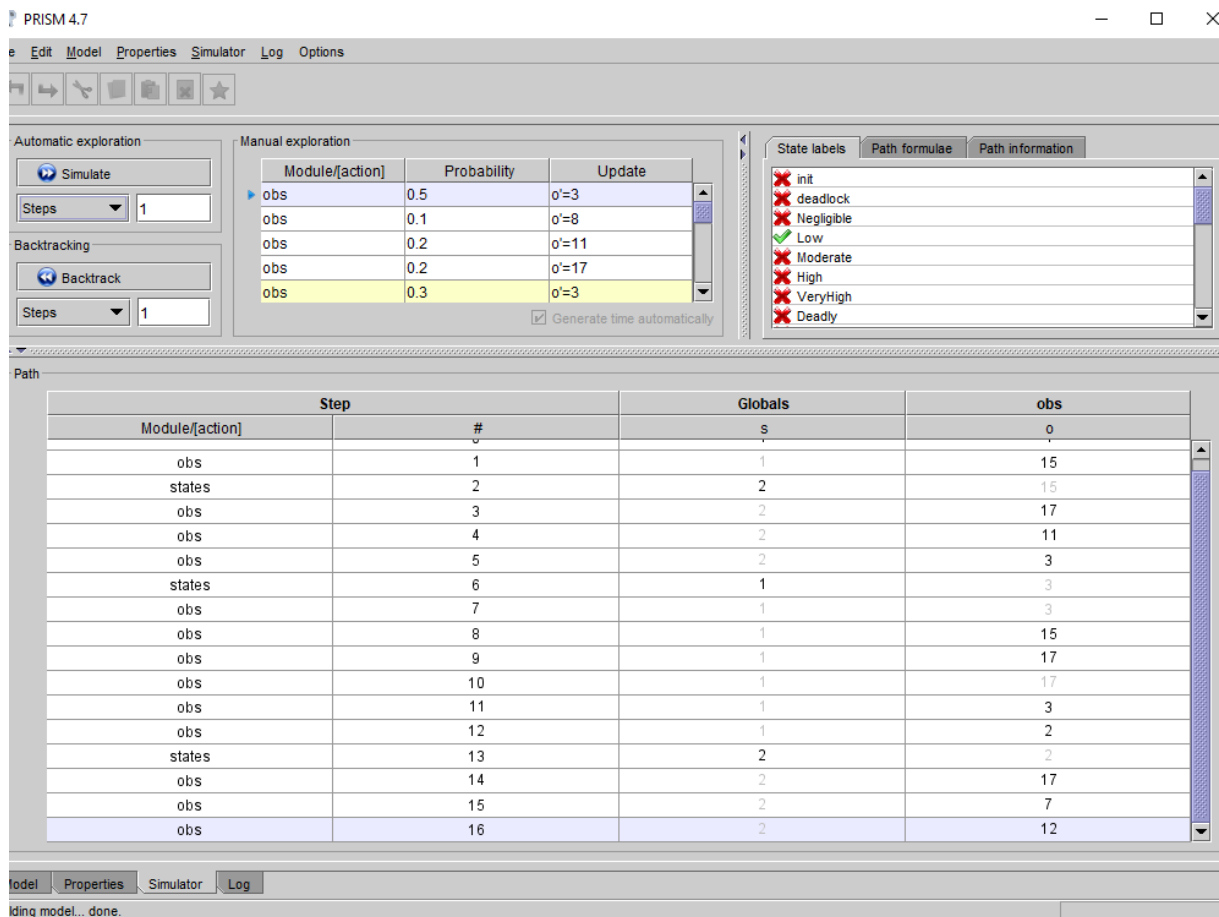 PRISM 4.7
e Edit Model Properties Simulator Log Options
Automatic exploration
Simulate
Steps 1
Backtracking
Backtrack
Steps 1
Manual exploration
Module/[action] Probability Update
obs 0.5 o'=3
obs 0.1 o'=8
obs 0.2 o'=11
obs 0.2 o'=17
obs 0.3 o'=3
Generate time automatically
State labels Path formulae Path information
init
deadlock
Negligible
Low
Moderate
High
VeryHigh
Deadly
Path
Step Globals obs
Module/[action] # s o
obs 1 1 15
states 2 2 15
obs 3 2 17
obs 4 2 11
obs 5 2 3
states 6 1 3
obs 7 1 3
obs 8 1 15
obs 9 1 17
obs 10 1 17
obs 11 1 3
obs 12 1 2
states 13 2 2
obs 14 2 17
obs 15 2 7
obs 16 2 12
lodel Properties Simulator Log
ilding model... done.